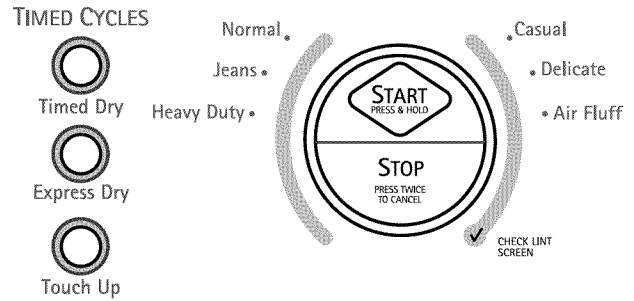 TIMED CYCLES
Timed Dry
Express Dry
Touch Up
Normal
Jeans
Heavy Duty
START
PRESS & HOLD
STOP
PRESS TWICE
TO CANCEL
Casual
Delicate
Air Fluff
CHECK LINT
SCREEN